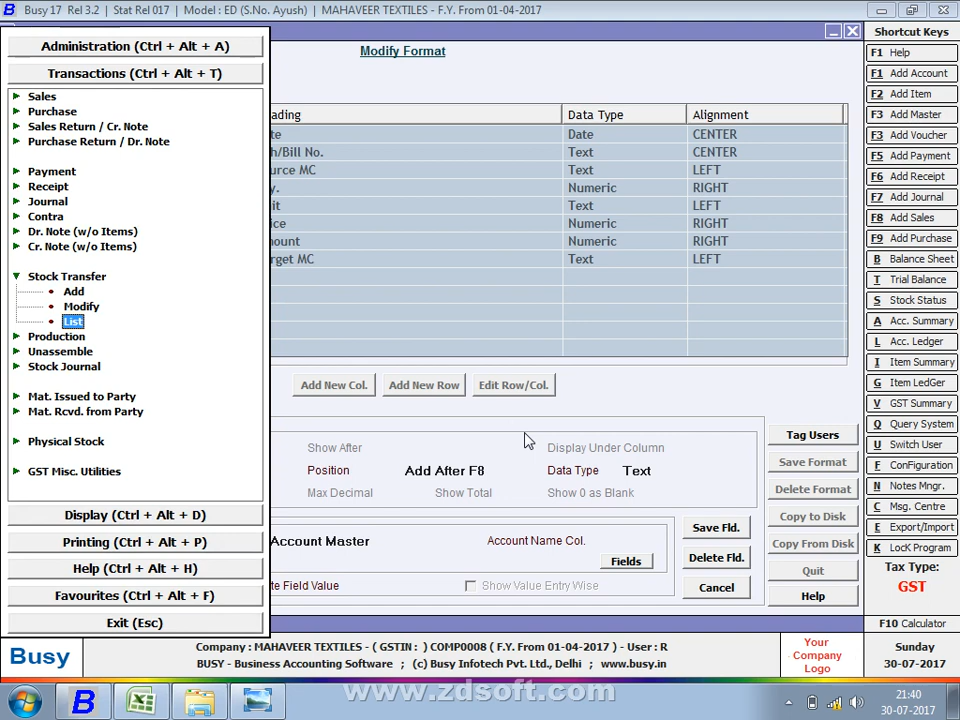 Busy 17 Rel 3.2 | Stat Rel 017 | Model : ED (S.No. Ayush) | MAHAVEER TEXTILES - F.Y. From 01-04-2017
Administration (Ctrl + Alt + A)
Transactions (Ctrl + Alt + T)
Sales
Purchase
Sales Return / Cr. Note
Purchase Return / Dr. Note
Payment
Receipt
Journal
Contra
Dr. Note (w/o Items)
Cr. Note (w/o Items)
Stock Transfer
Add
Modify
List
Production
Unassemble
Stock Journal
Mat. Issued to Party
Mat. Rcvd. from Party
Physical Stock
GST Misc. Utilities
Display (Ctrl + Alt + D)
Printing (Ctrl + Alt + P)
Help (Ctrl + Alt + H)
Favourites (Ctrl + Alt + F)
Exit (Esc)
Modify Format
ading Data Type Alignment
te Date CENTER
h/Bill No. Text CENTER
urce MC Text LEFT
y. Numeric RIGHT
it Text LEFT
ice Numeric RIGHT
ount Numeric RIGHT
rget MC Text LEFT
Add New Col. Add New Row Edit Row/Col.
Show After Display Under Column
Position Add After F8 Data Type Text
Max Decimal Show Total Show 0 as Blank
Account Master Account Name Col.
Fields
te Field Value Show Value Entry Wise
Save Fld.
Delete Fld.
Cancel
Tag Users
Save Format
Delete Format
Copy to Disk
Copy From Disk
Quit
Help
Shortcut Keys
F1 Help
F1 Add Account
F2 Add Item
F3 Add Master
F3 Add Voucher
F5 Add Payment
F6 Add Receipt
F7 Add Journal
F8 Add Sales
F9 Add Purchase
B Balance Sheet
T Trial Balance
S Stock Status
A Acc. Summary
L Acc. Ledger
I Item Summary
G Item LedGer
V GST Summary
Q Query System
U Switch User
F Configuration
N Notes Mngr.
C Msg. Centre
E Export/Import
K LocK Program
Tax Type:
GST
F10 Calculator
Busy
Company : MAHAVEER TEXTILES - ( GSTIN : ) COMP0008 ( F.Y. From 01-04-2017 ) - User : R
BUSY - Business Accounting Software ; (c) Busy Infotech Pvt. Ltd., Delhi ; www.busy.in
Your
Company
Logo
Sunday
30-07-2017
www.zdsoft.com
21:40
30-07-2017